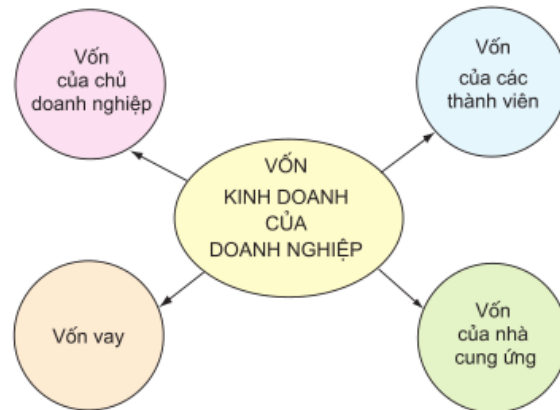 Vốn
của chủ
doanh nghiệp
Vốn
của các
thành viên
VỐN
KINH DOANH
CỦA
DOANH NGHIỆP
Vốn vay
Vốn
của nhà
cung ứng